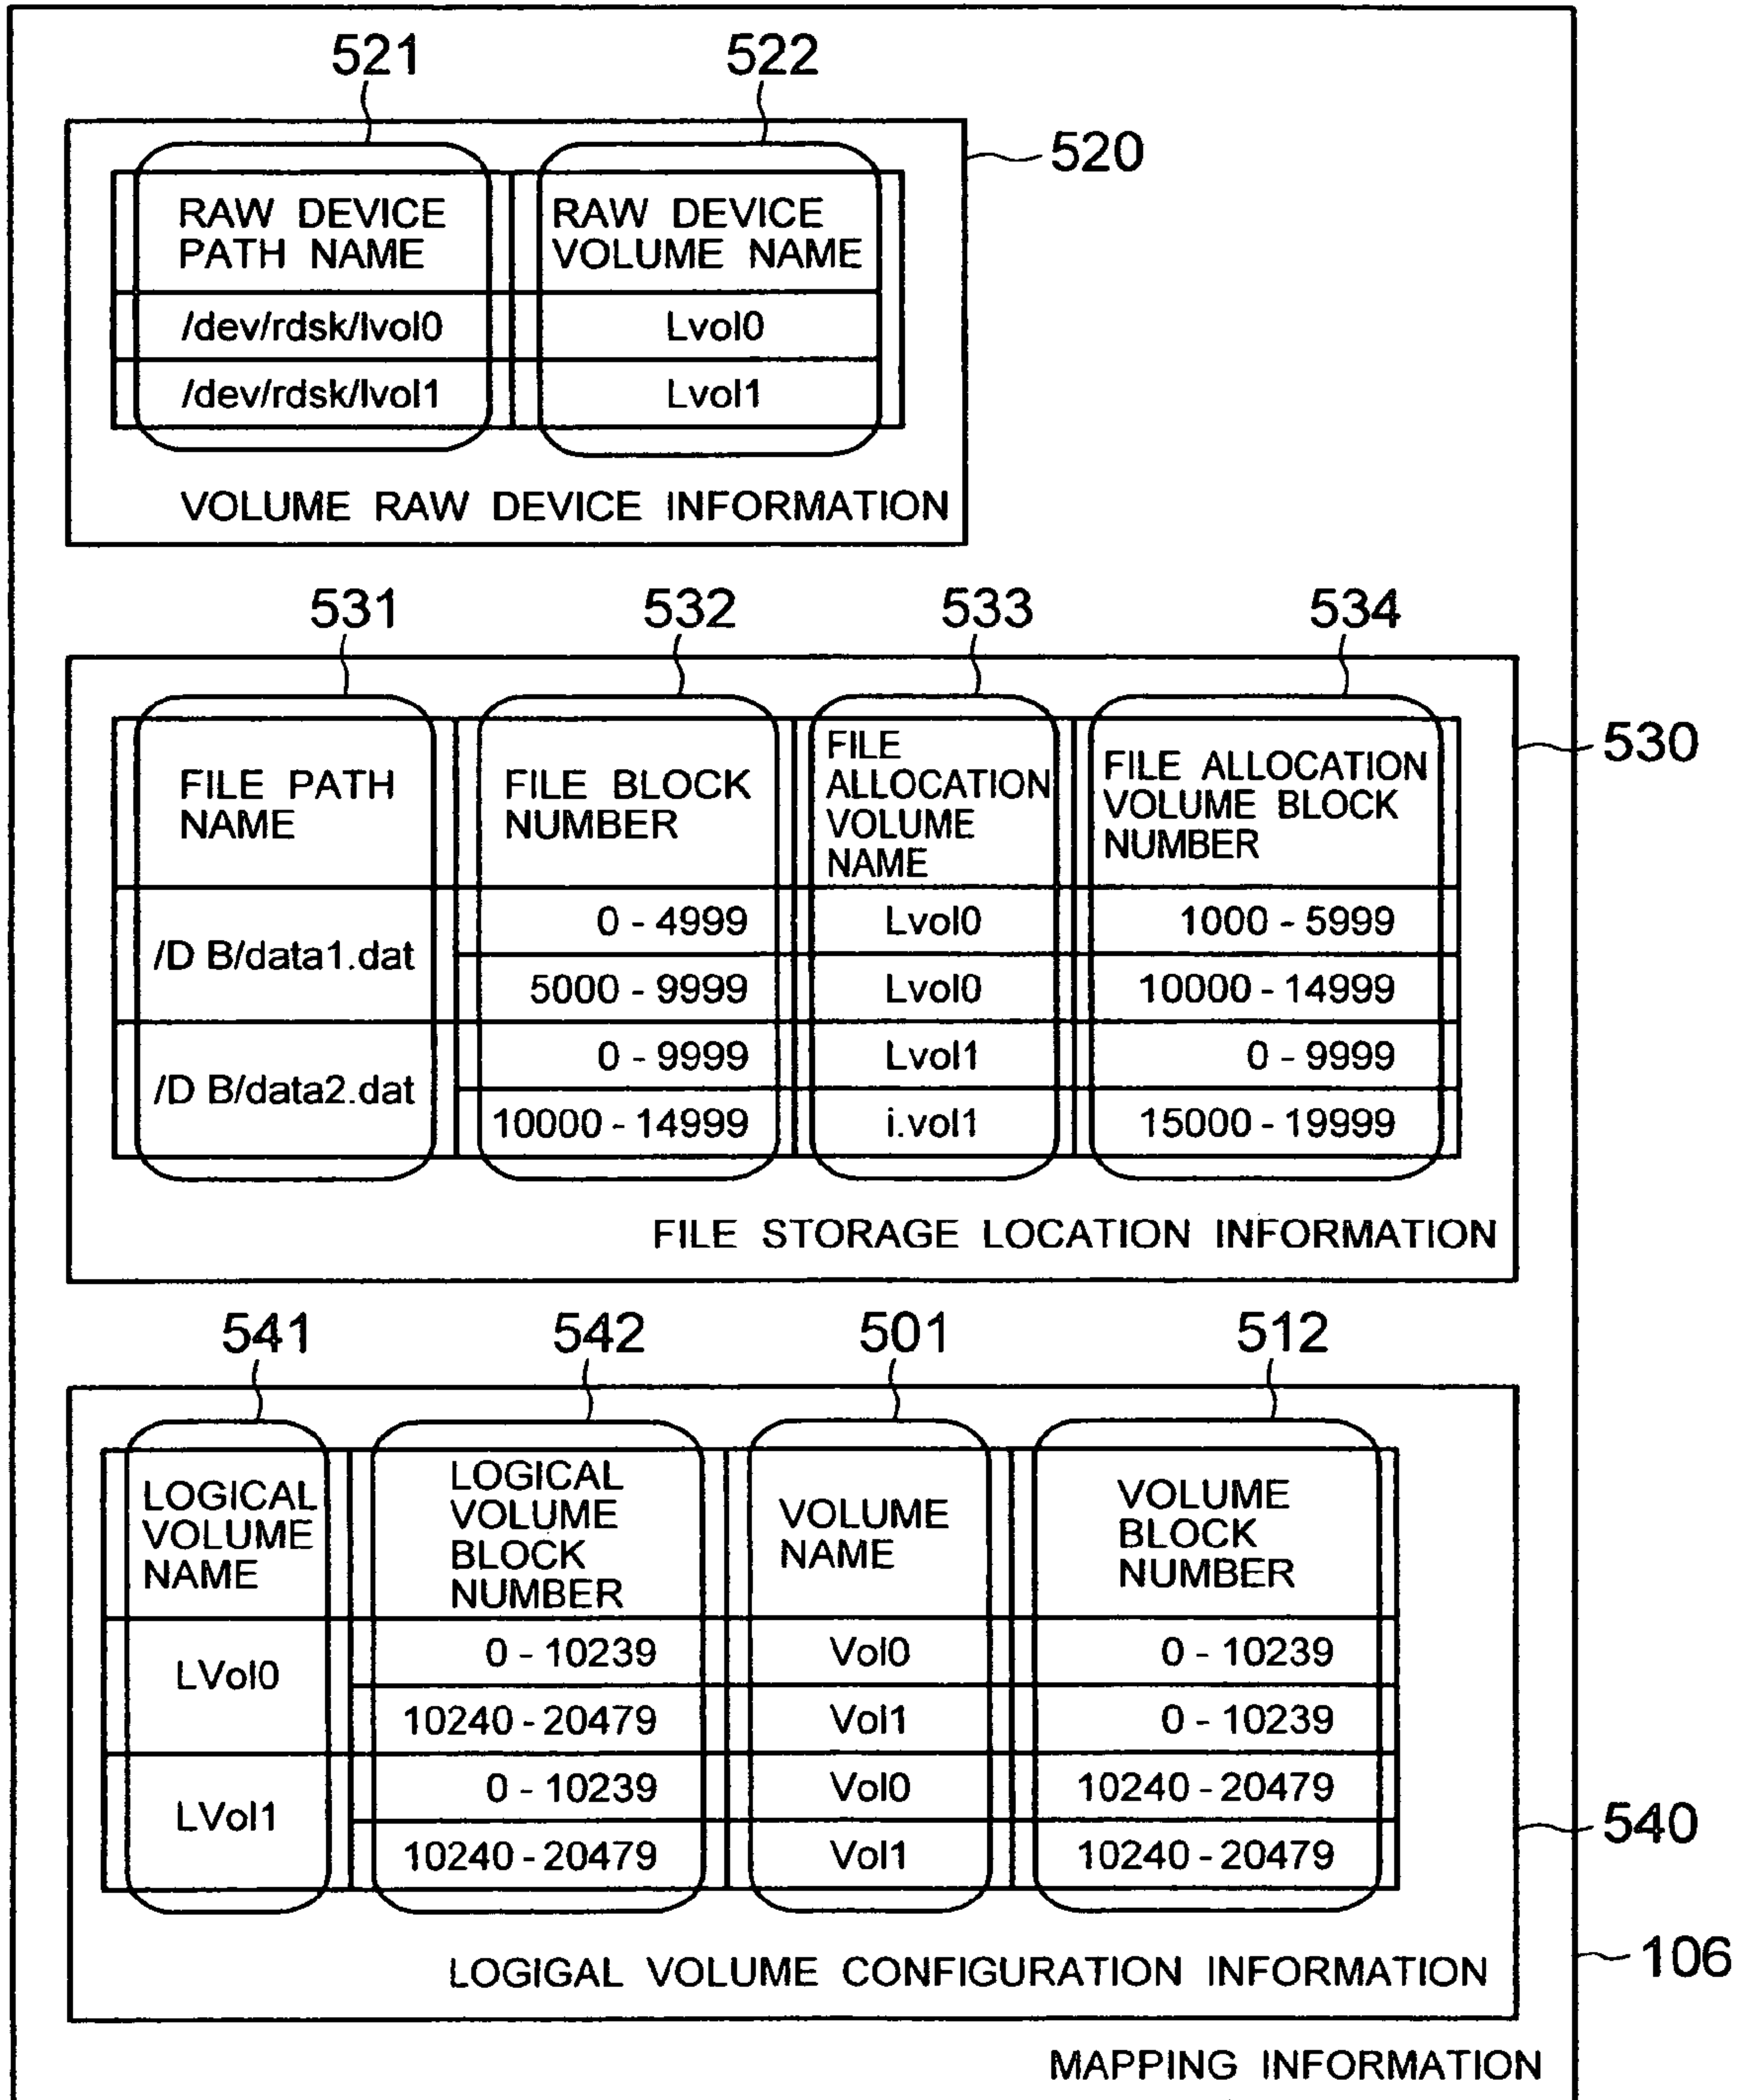 521 522
520
RAW DEVICE PATH NAME RAW DEVICE VOLUME NAME
/dev/rdsk/lvol0 Lvol0
/dev/rdsk/lvol1 Lvol1
VOLUME RAW DEVICE INFORMATION
531 532 533 534
530
FILE PATH NAME FILE BLOCK NUMBER FILE ALLOCATION VOLUME NAME FILE ALLOCATION VOLUME BLOCK NUMBER
/D B/data1.dat 0 - 4999 Lvol0 1000 - 5999
5000 - 9999 Lvol0 10000 - 14999
/D B/data2.dat 0 - 9999 Lvol1 0 - 9999
10000 - 14999 i.vol1 15000 - 19999
FILE STORAGE LOCATION INFORMATION
541 542 501 512
LOGICAL VOLUME NAME LOGICAL VOLUME BLOCK NUMBER VOLUME NAME VOLUME BLOCK NUMBER
LVol0 0 - 10239 Vol0 0 - 10239
10240 - 20479 Vol1 0 - 10239
LVol1 0 - 10239 Vol0 10240 - 20479
10240 - 20479 Vol1 10240 - 20479
540
LOGIGAL VOLUME CONFIGURATION INFORMATION
106
MAPPING INFORMATION